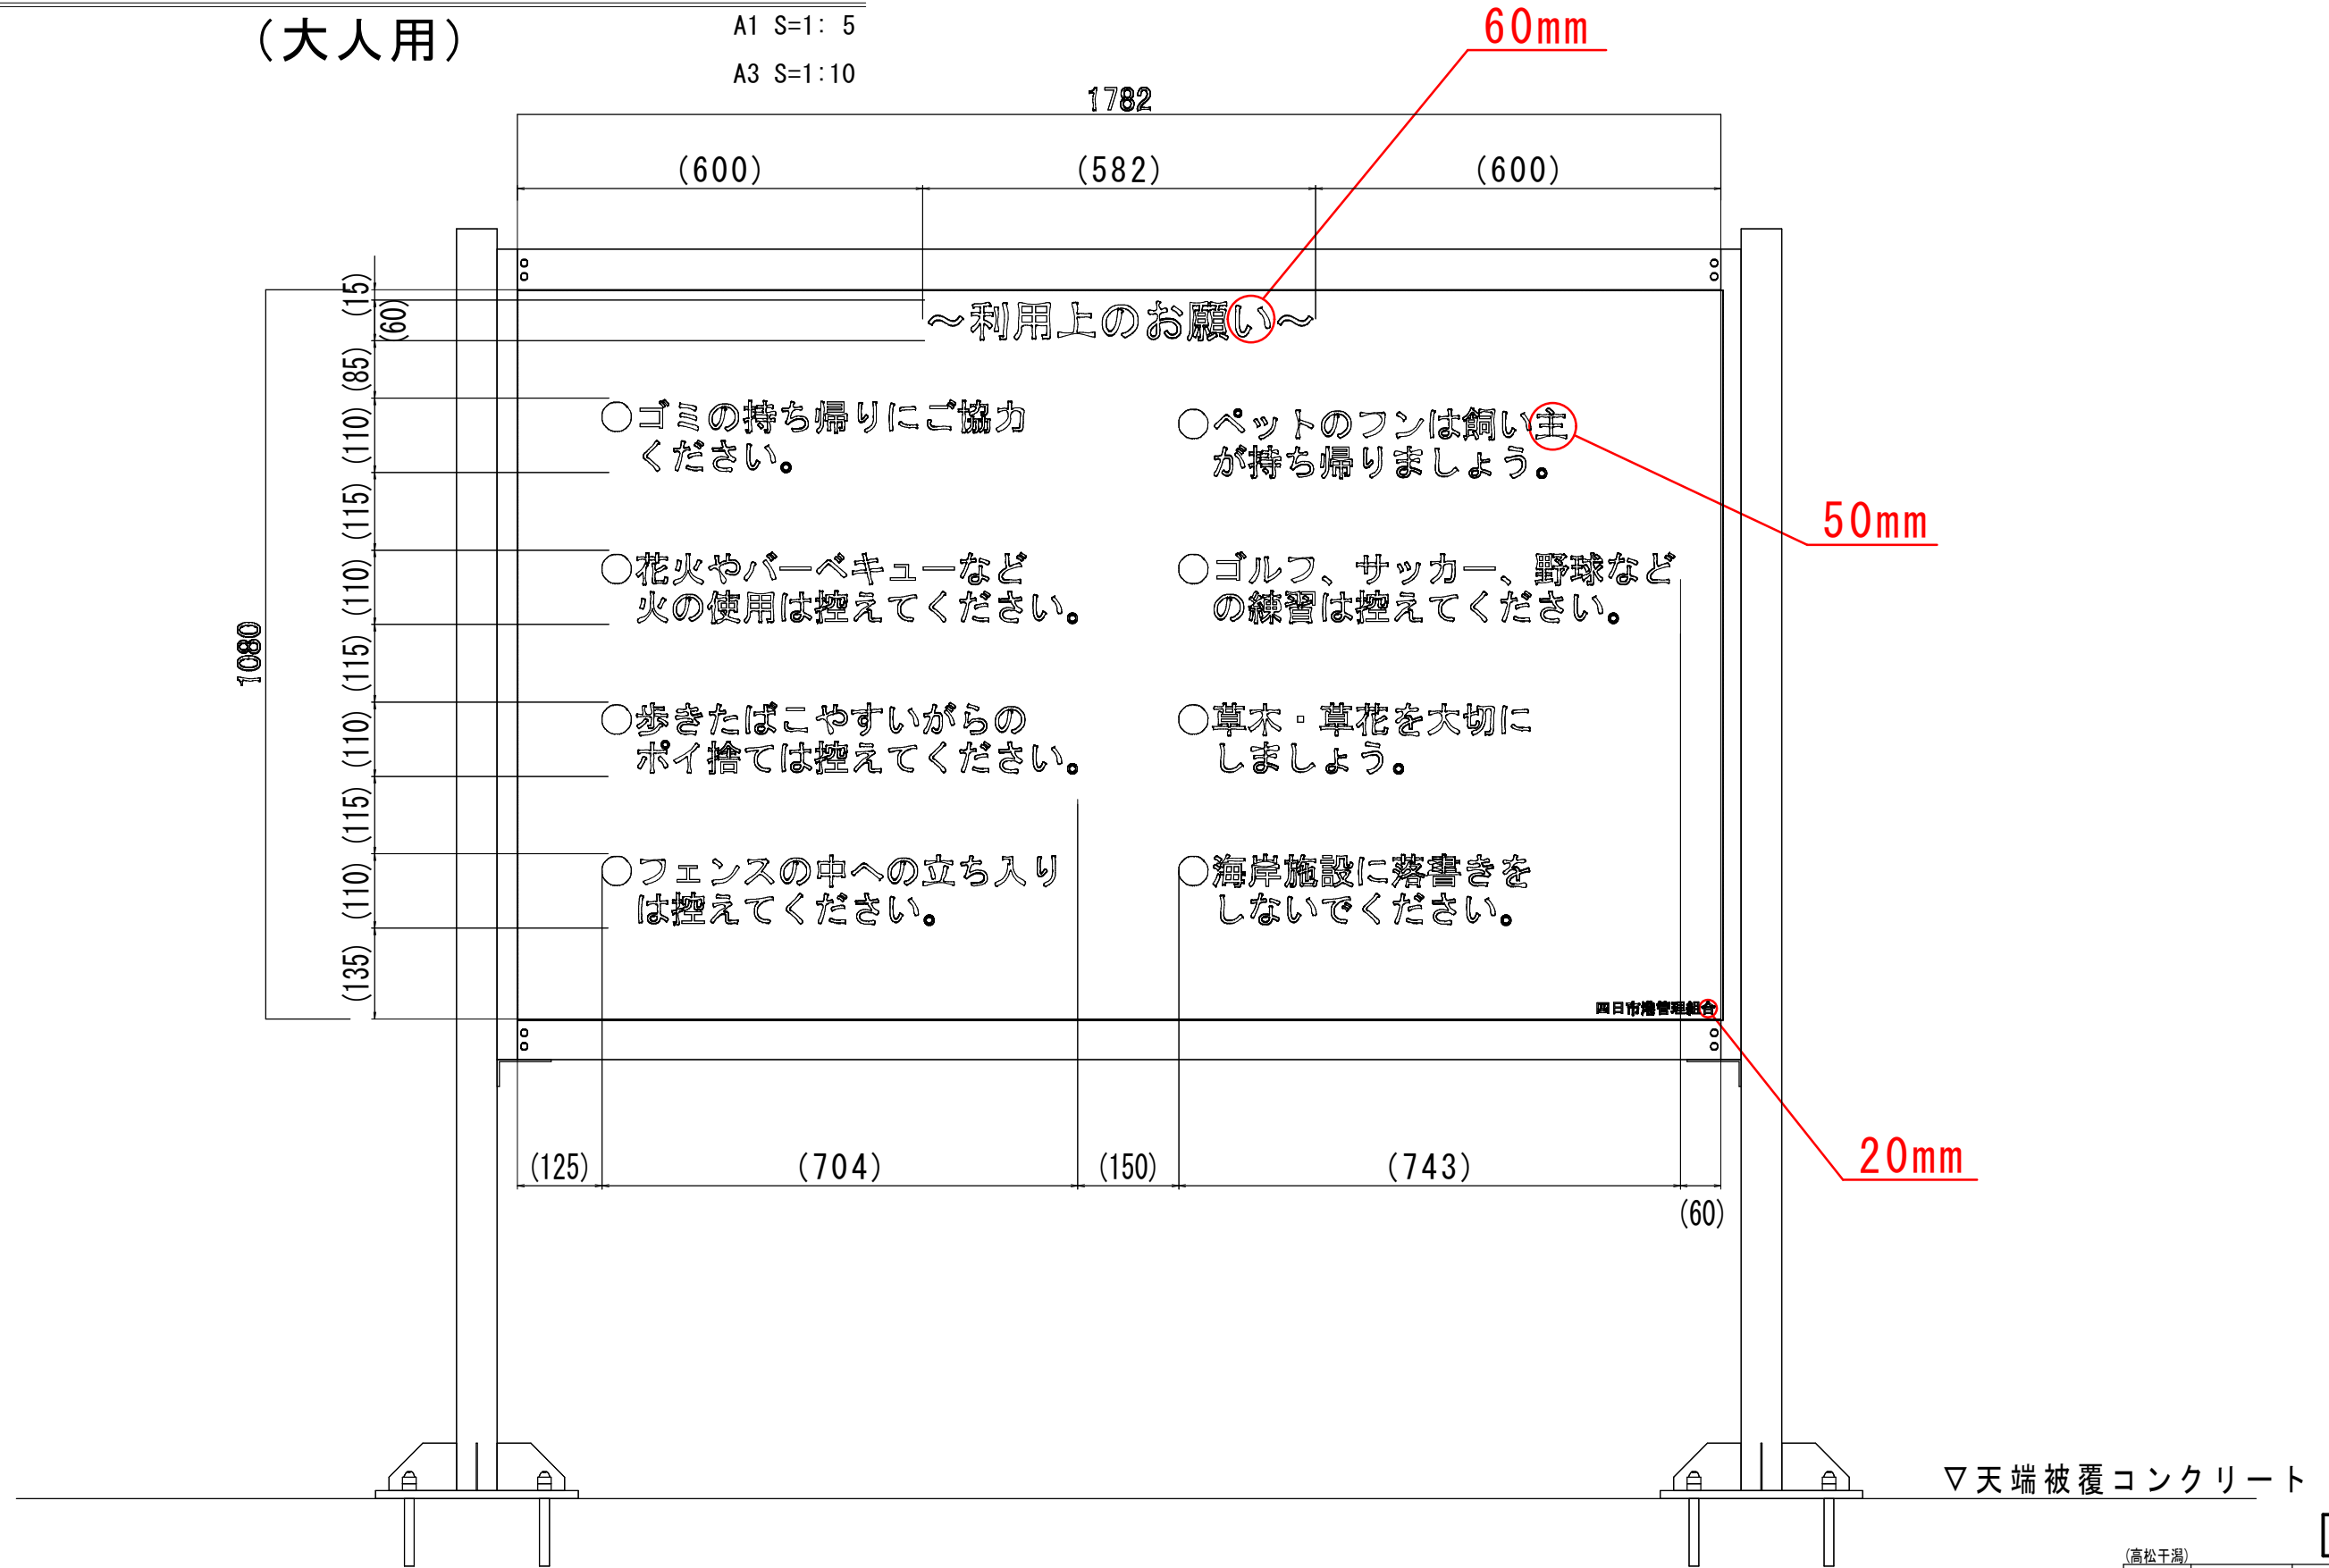 （大人用）
A1 S=1: 5
A3 S=1:10
60mm
1782
(600)
(582)
(600)
(15)
(60)
(85)
(110)
(115)
(110)
(115)
(110)
(115)
(110)
(135)
1080
～利用上のお願い～
○ゴミの持ち帰りにご協力
ください。
○ペットのフンは飼い主
が持ち帰りましょう。
50mm
○花火やバーベキューなど
火の使用は控えてください。
○ゴルフ、サッカー、野球など
の練習は控えてください。
○歩きたばこやすいがらの
ポイ捨ては控えてください。
○草木・草花を大切に
しましょう。
○フェンスの中への立ち入り
は控えてください。
○海岸施設に落書きを
しないでください。
四日市港管理組合
20mm
(125)
(704)
(150)
(743)
(60)
▽天端被覆コンクリート
(高松干潟)